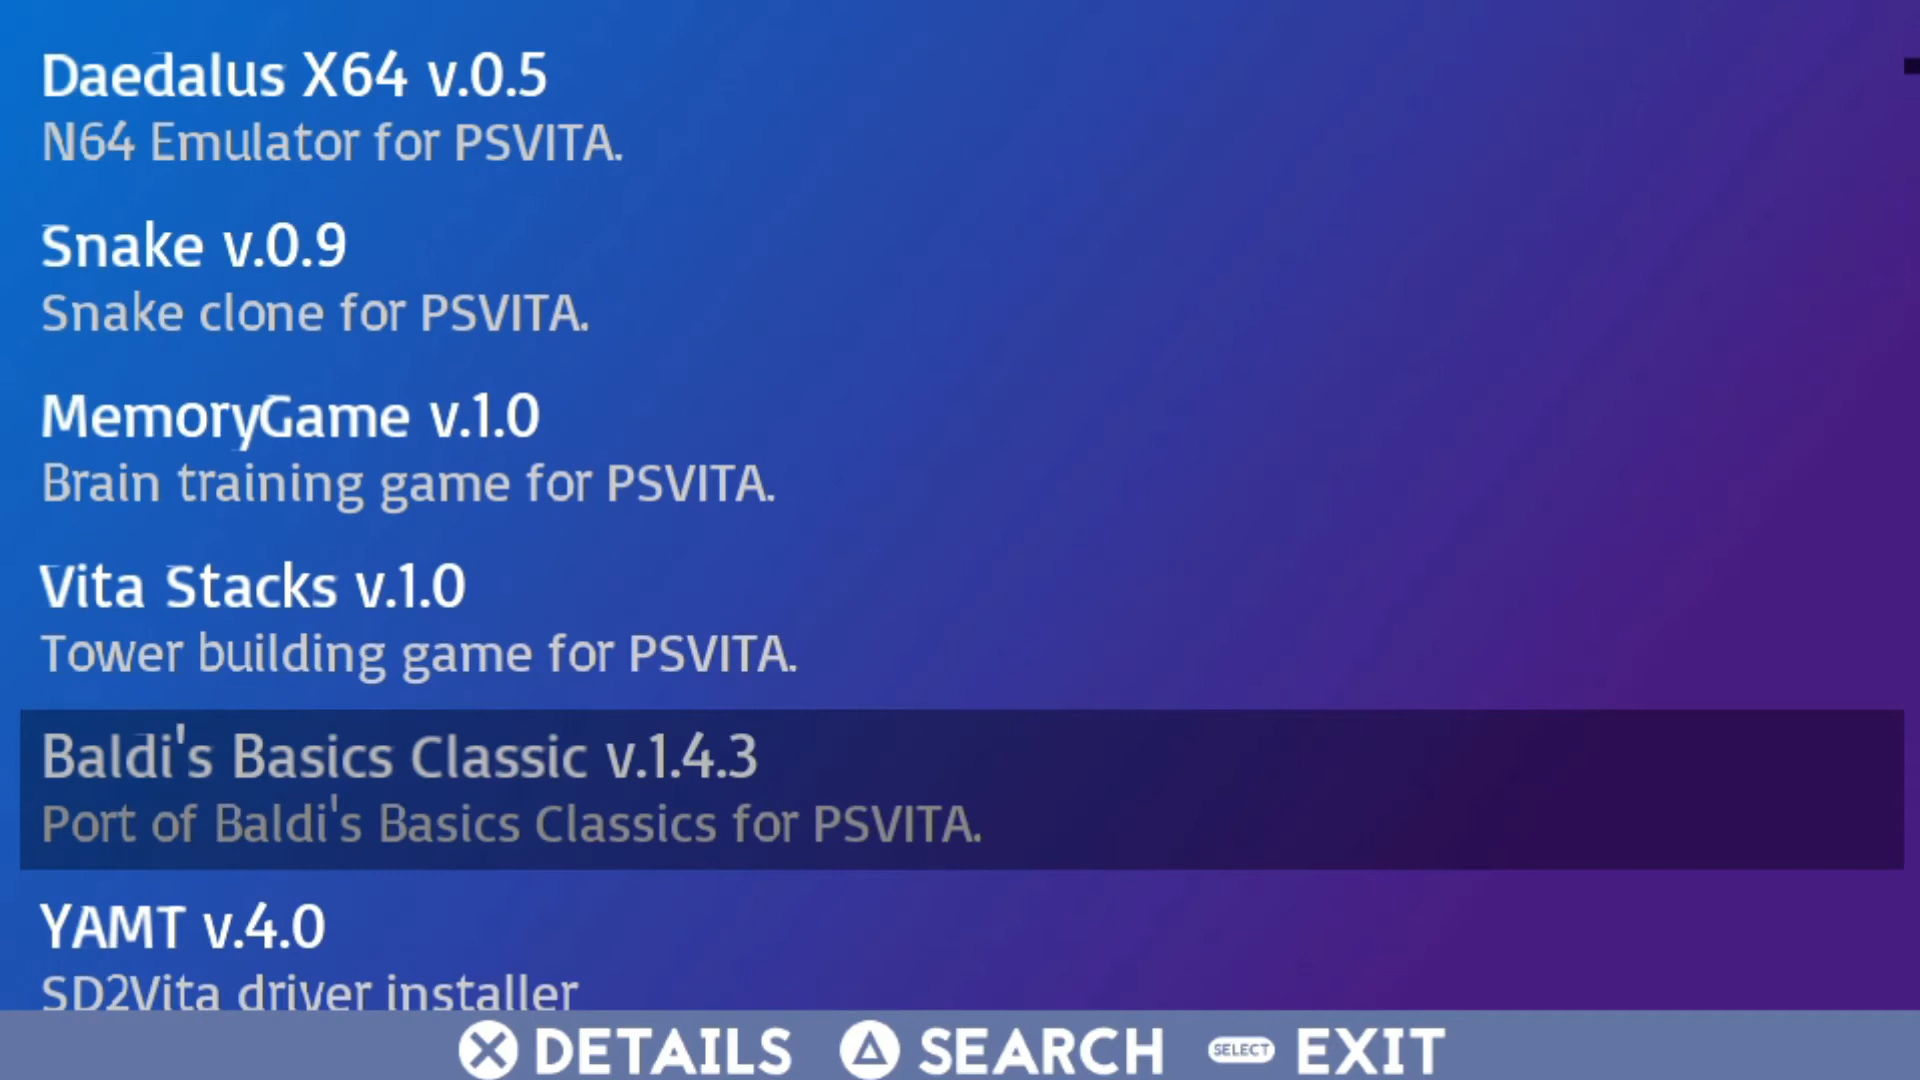 Daedalus X64 v.0.5
N64 Emulator for PSVITA.
Snake v.0.9
Snake clone for PSVITA.
MemoryGame v.1.0
Brain training game for PSVITA.
Vita Stacks v.1.0
Tower building game for PSVITA.
Baldi's Basics Classic v.1.4.3
Port of Baldi's Basics Classics for PSVITA.
YAMT v.4.0
SD2Vita driver installer
DETAILS SEARCH SELECT EXIT